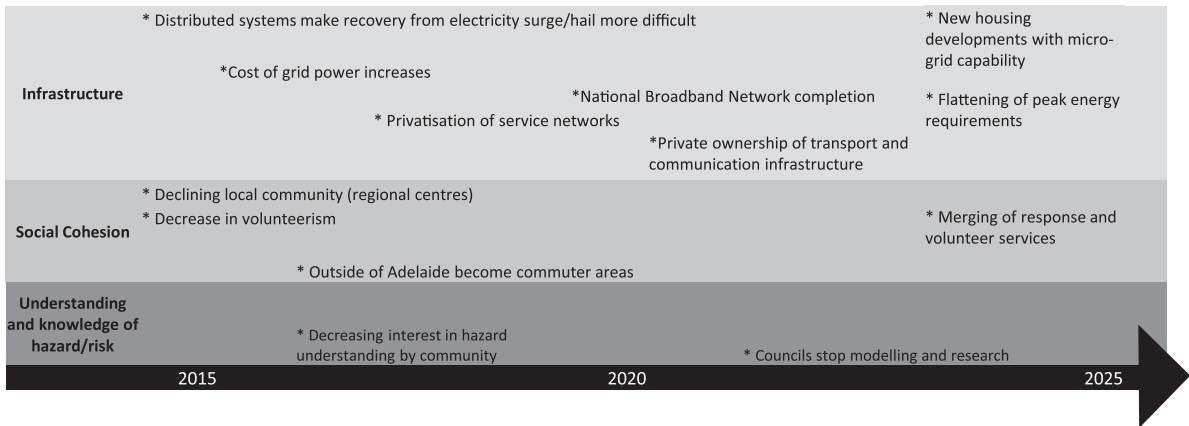 * Distributed systems make recovery from electricity surge/hail more difficult
* New housing
developments with micro-
grid capability
*Cost of grid power increases
Infrastructure
*National Broadband Network completion
* Flattening of peak energy
requirements
* Privatisation of service networks
*Private ownership of transport and
communication infrastructure
* Declining local community (regional centres)
* Decrease in volunteerism
Social Cohesion
* Merging of response and
volunteer services
* Outside of Adelaide become commuter areas
Understanding
and knowledge of
hazard/risk
* Decreasing interest in hazard
understanding by community
* Councils stop modelling and research
2015
2020
2025